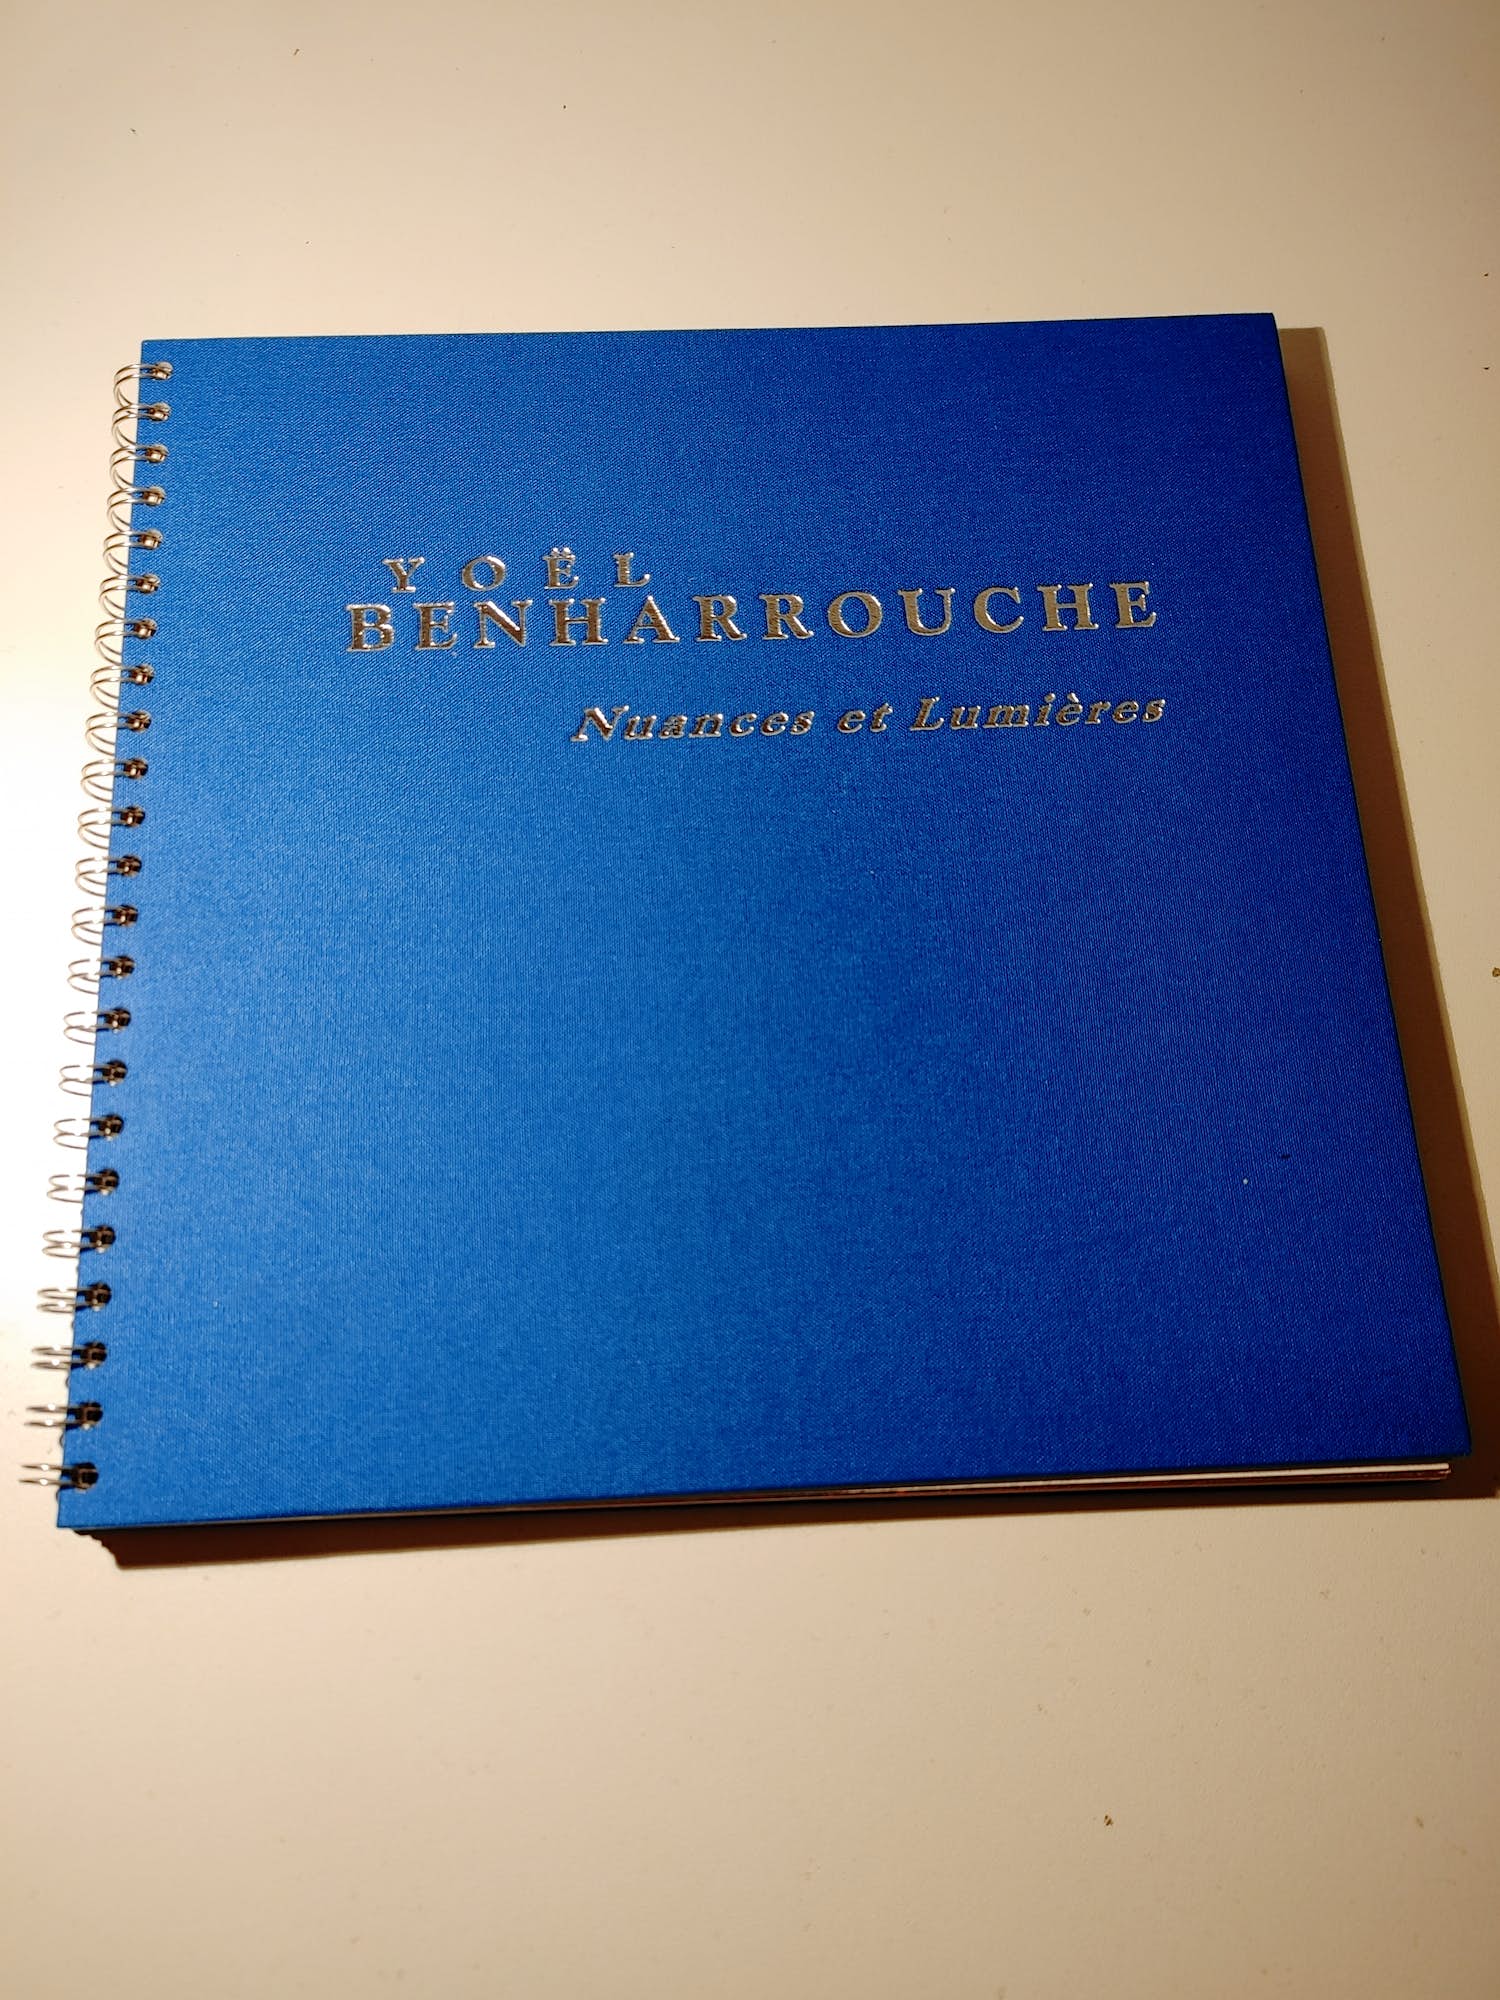 YOËL
BENHARROUCHE
Nuances et Lumières